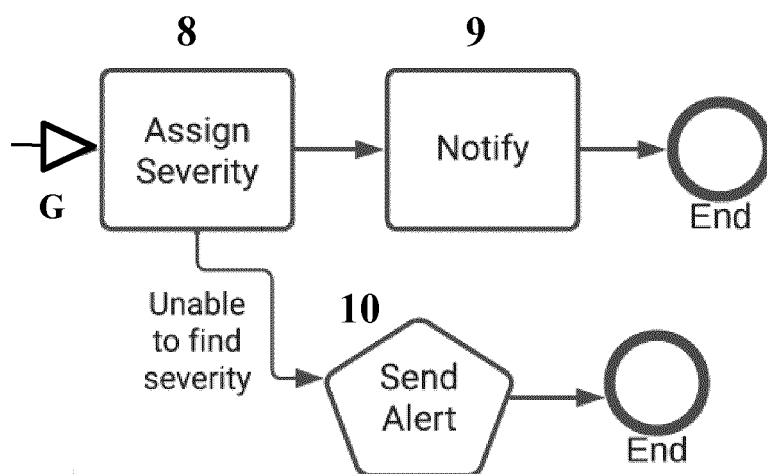 8
9
Assign
Severity
Notify
G
End
Unable
to find
severity
10
Send
Alert
End